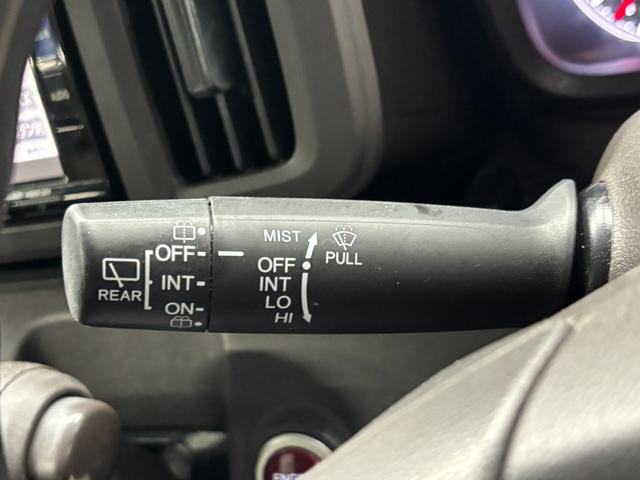 MIST
PULL
OFF
INT
LO
HI
OFF
INT
ON
REAR